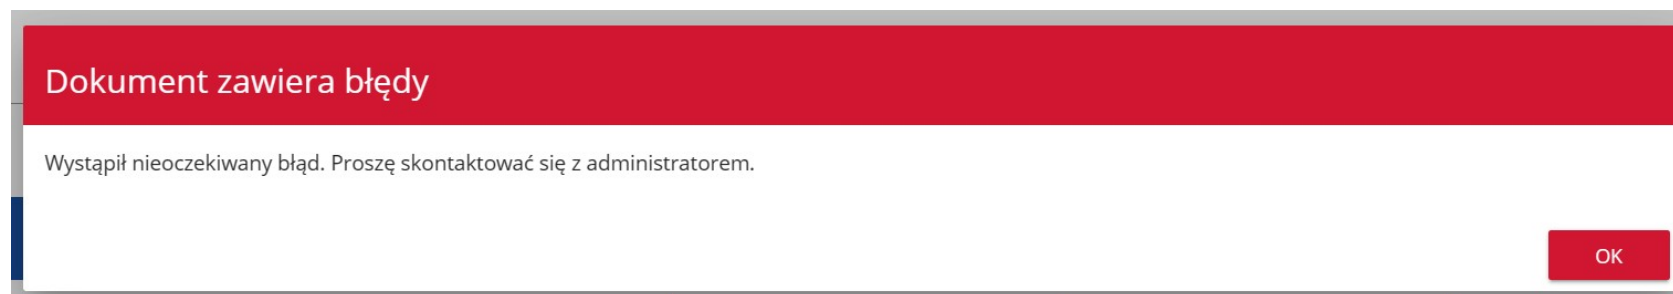 Dokument zawiera błędy
Wystąpił nieoczekiwany błąd. Proszę skontaktować się z administratorem.
OK